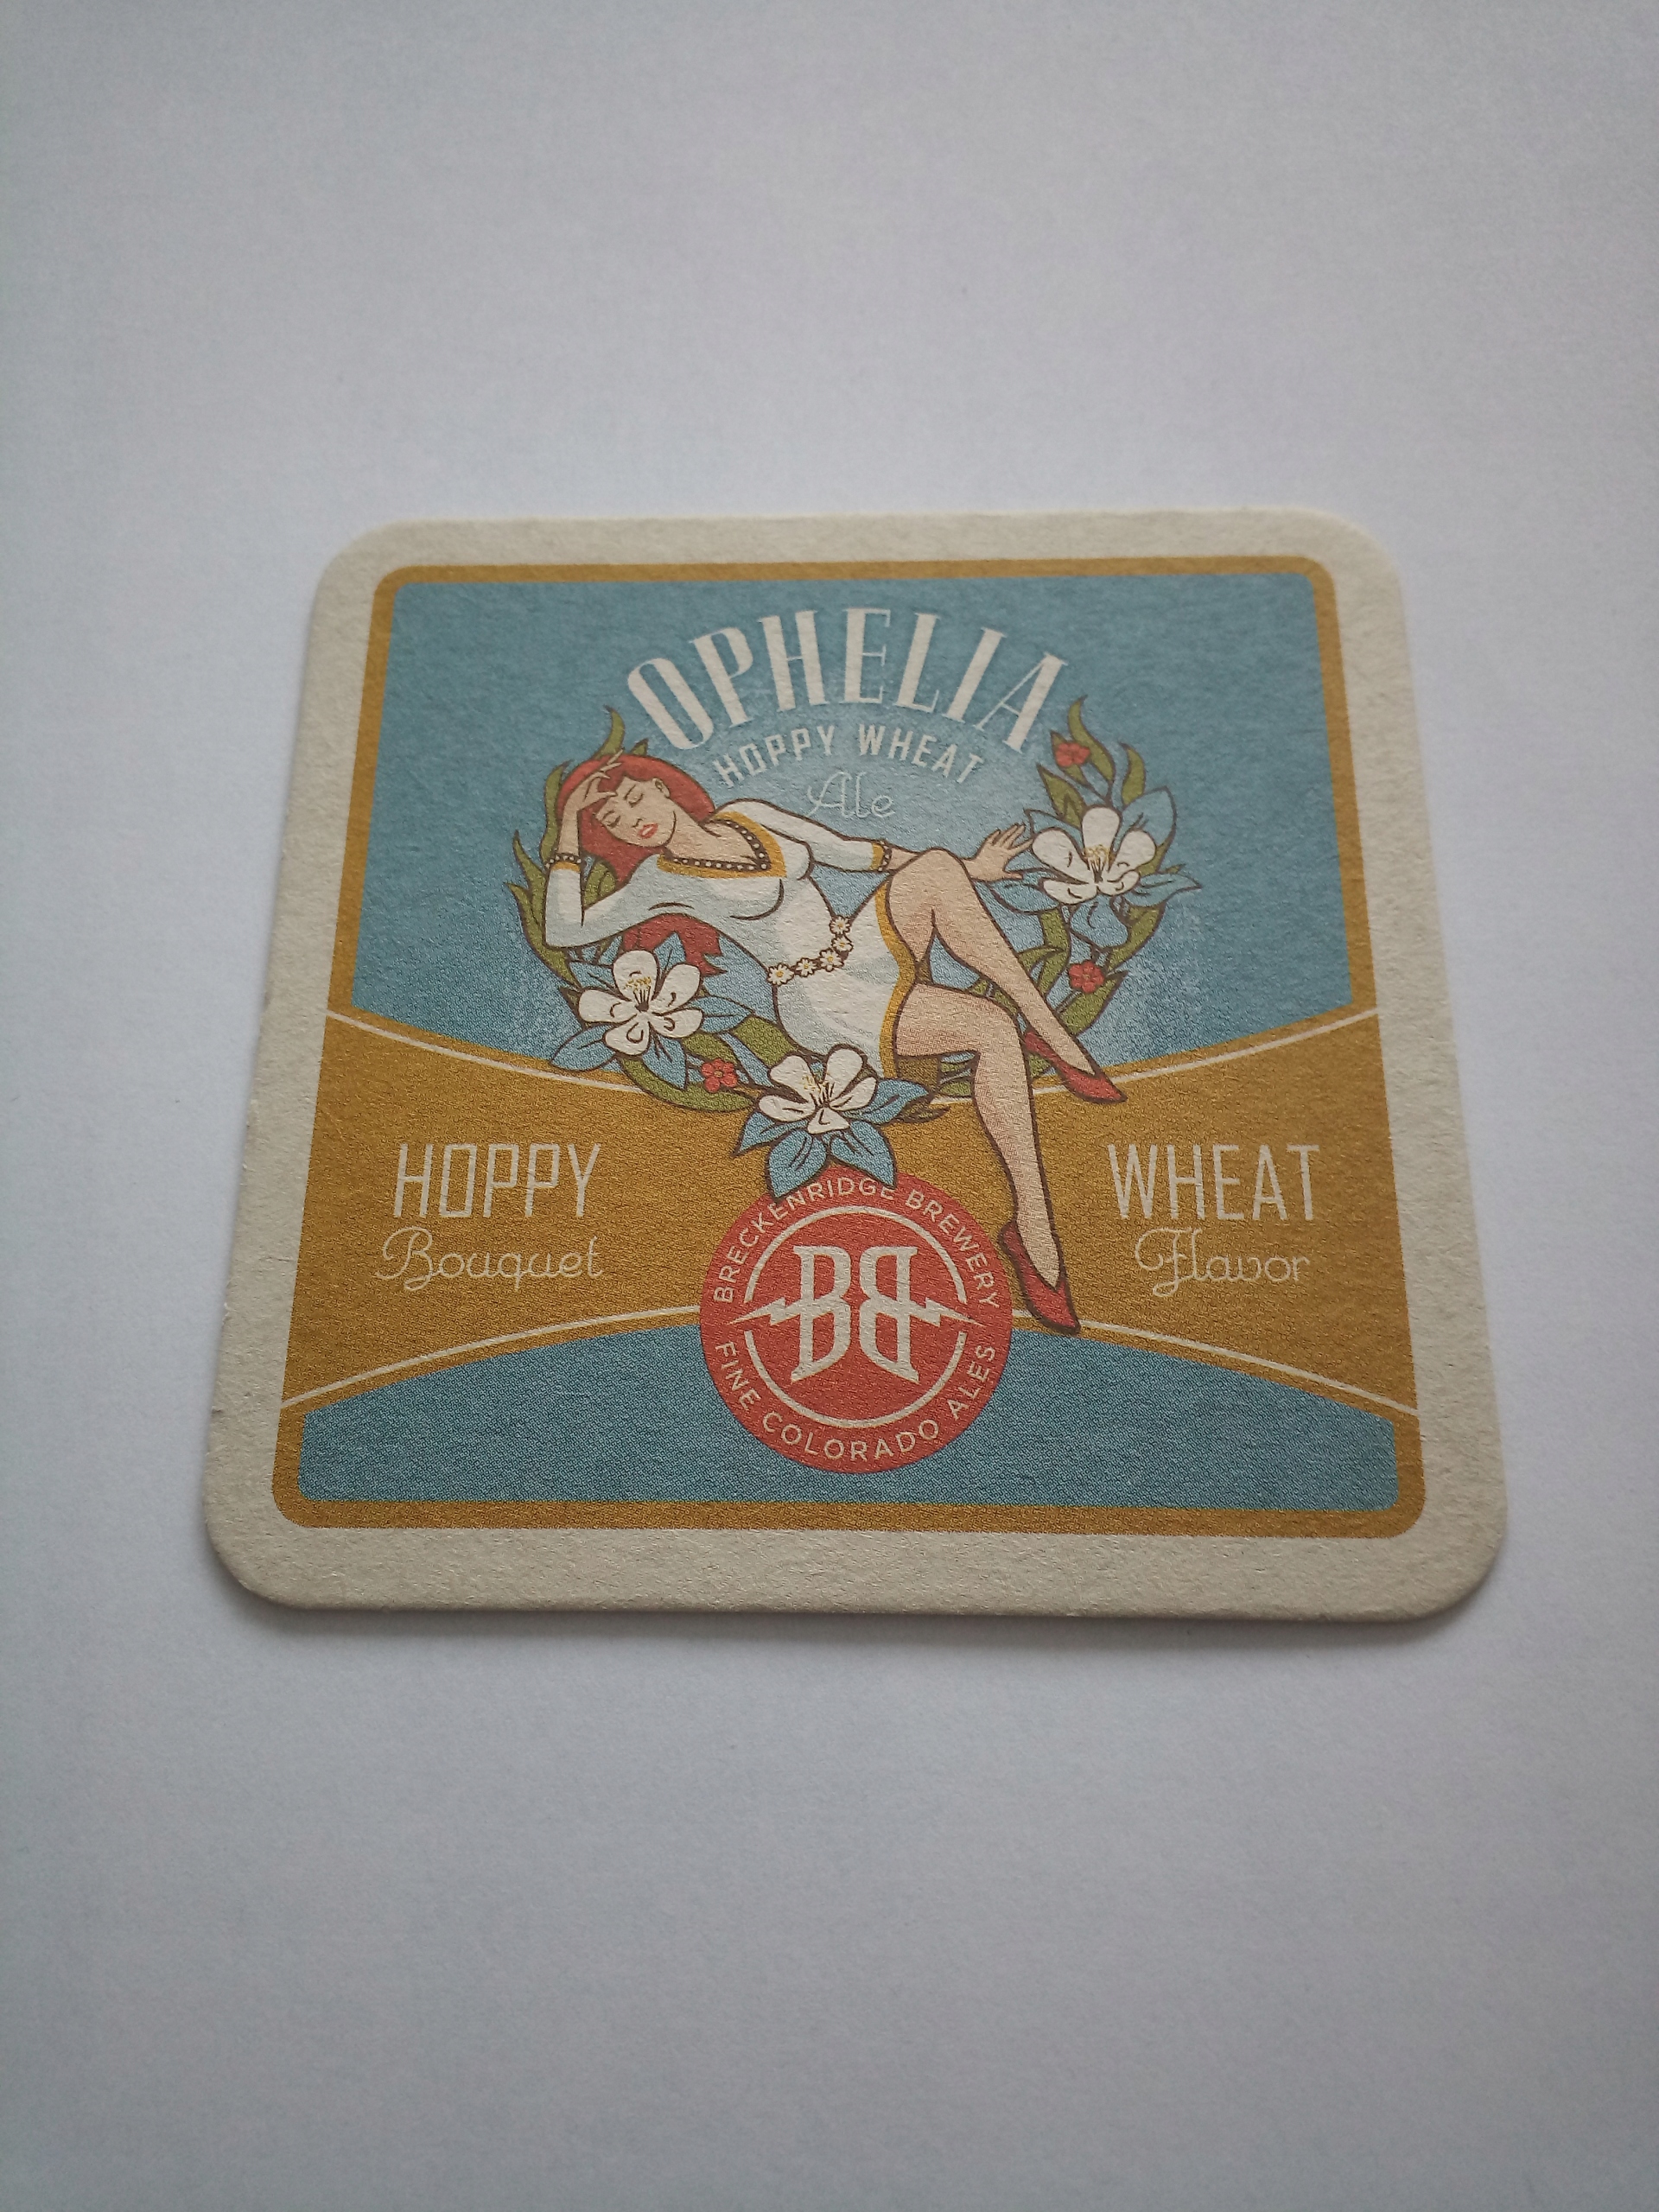 OPHELIA
HOPPY WHEAT
Ale
HOPPY
Bouquet
WHEAT
Flavor
BRECKENRIDGE BREWERY
BB
FINE COLORADO ALES